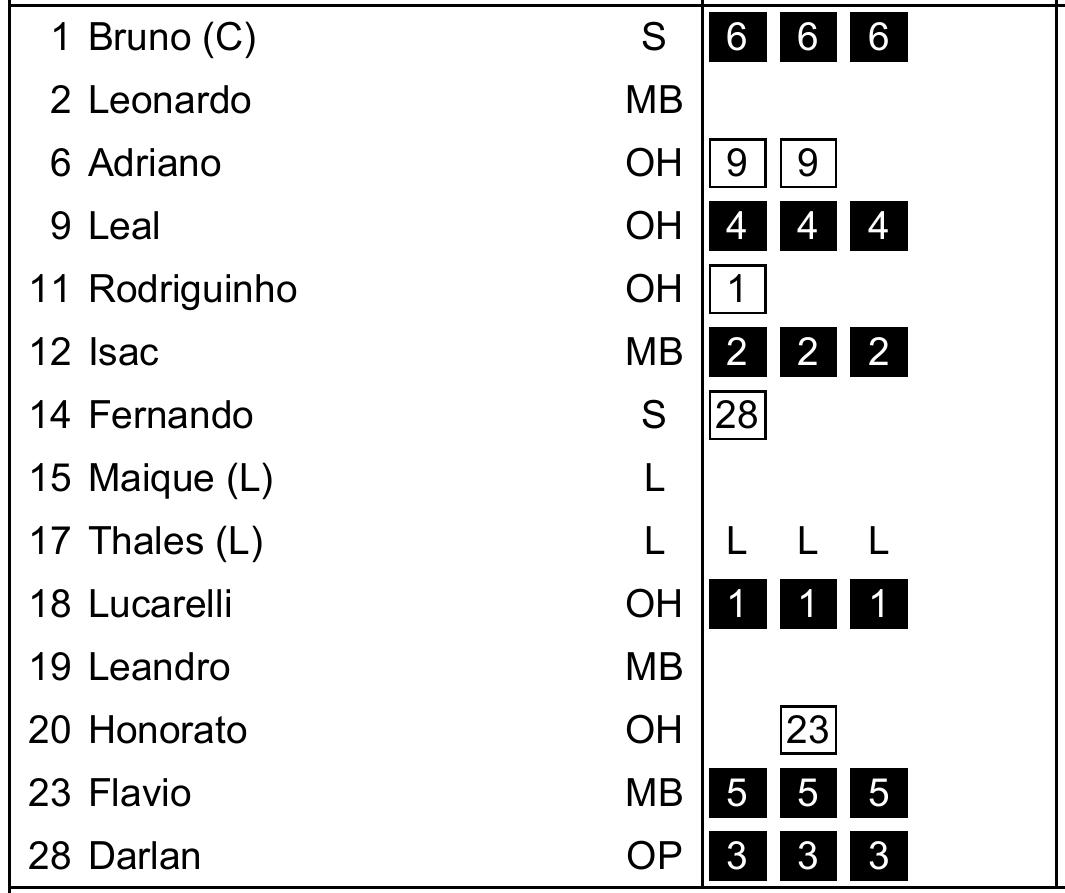 1 Bruno (C) S 6 6 6
2 Leonardo MB
6 Adriano OH 9 9
9 Leal OH 4 4 4
11 Rodriguinho OH 1
12 Isac MB 2 2 2
14 Fernando S 28
15 Maique (L) L
17 Thales (L) L L L L
18 Lucarelli OH 1 1 1
19 Leandro MB
20 Honorato OH 23
23 Flavio MB 5 5 5
28 Darlan OP 3 3 3